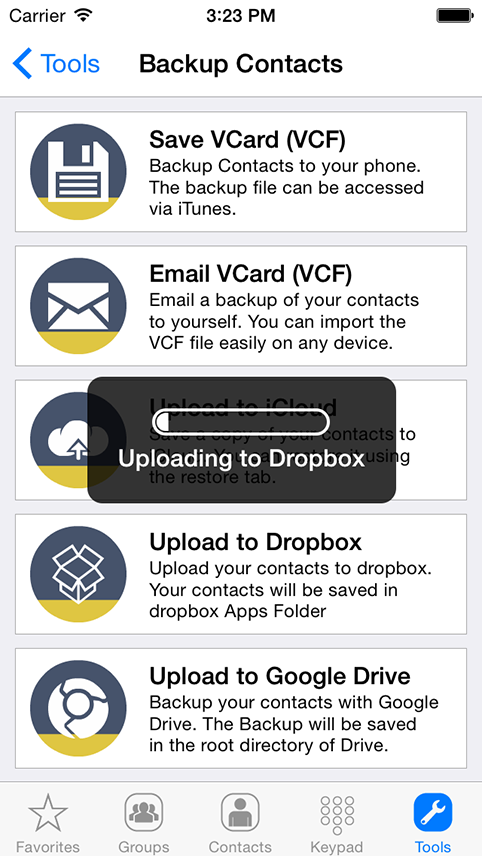 Carrier 3:23 PM
Tools Backup Contacts
Save VCard (VCF)
Backup Contacts to your phone.
The backup file can be accessed
via iTunes.
Email VCard (VCF)
Email a backup of your contacts
to yourself. You can import the
VCF file easily on any device.
Upload to iCloud
Save a copy of your contacts to
Uploading to Dropbox
the restore tab.
Upload to Dropbox
Upload your contacts to dropbox.
Your contacts will be saved in
dropbox Apps Folder
Upload to Google Drive
Backup your contacts with Google
Drive. The Backup will be saved
in the root directory of Drive.
Favorites Groups Contacts Keypad Tools